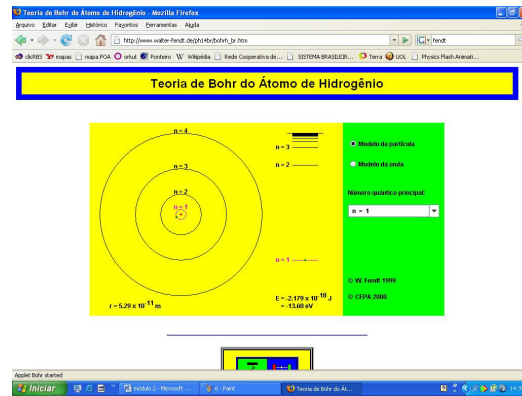 Teoria de Bohr do Átomo de Hidrogênio - Mozilla Firefox
Arquivo Editar Exibir Histórico Favoritos Ferramentas Ajuda
http://www.walter-fendt.de/ph14br/bohrh_br.htm
fendt
clicRBS mapas mapa POA orkut Ponteiro Wikipédia Rede Cooperativa de... SISTEMA BRASILEIR... Terra UOL Physics Flash Animati...
Teoria de Bohr do Átomo de Hidrogênio
n = 4
n = 3
n = 2
n = 1
r = 5.29 x 10⁻¹¹ m
n = 3
n = 2
n = 1
E = -2.179 x 10⁻¹⁸ J
= -13.60 eV
Modelo da partícula
Modelo da onda
Número quântico principal:
n = 1
© W. Fendt 1999
© CEPA 2000
Applet Bohr started
Iniciar
módulo 2 - Microsoft ...
6 - Paint
Teoria de Bohr do Át...